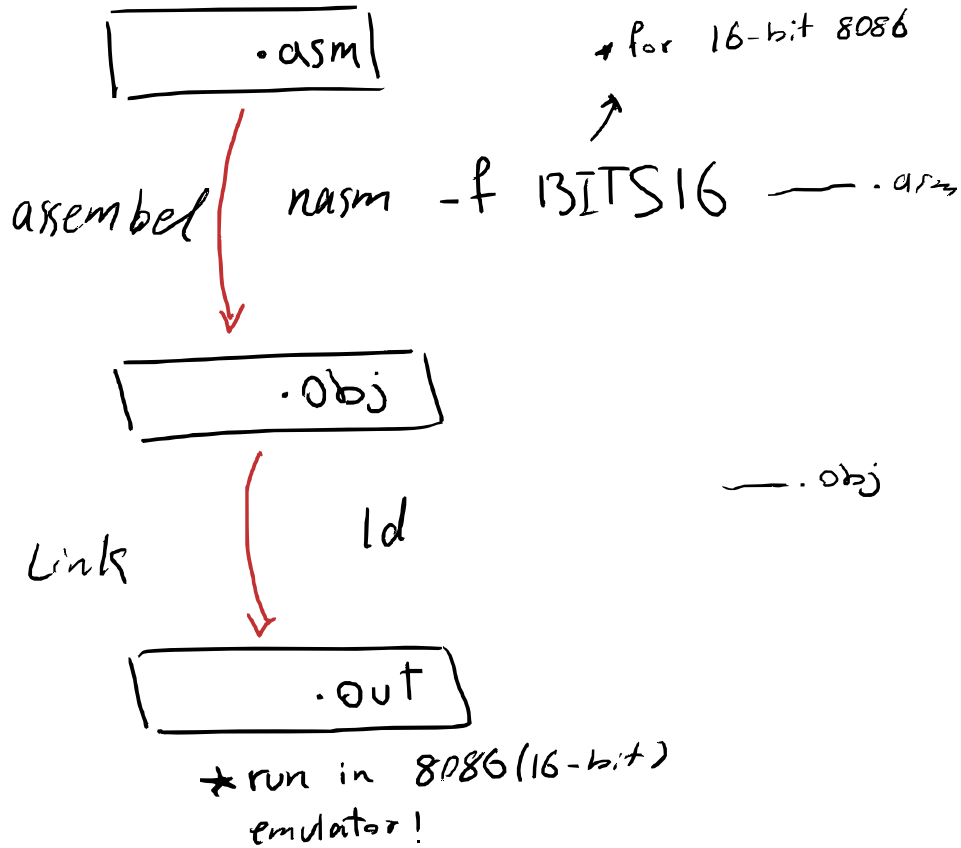 .asm
* for 16-bit 8086
assembel nasm -f BITS16 .asm
.obj
.obj
Link ld
.out
* run in 8086(16-bit)
emulator!